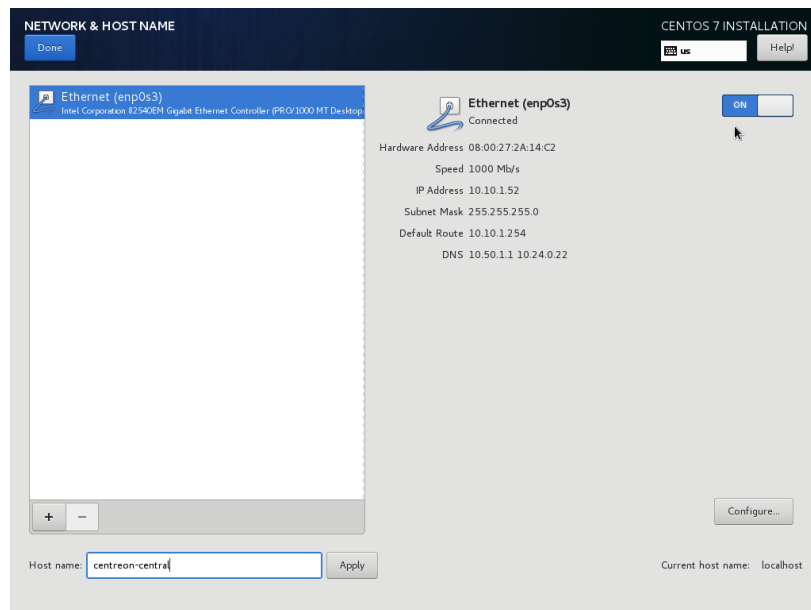 NETWORK & HOST NAME
CENTOS 7 INSTALLATION
Done
us
Help!
Ethernet (enp0s3)
Intel Corporation 82540EM Gigabit Ethernet Controller (PRO/1000 MT Desktop
Ethernet (enp0s3)
Connected
ON
Hardware Address 08:00:27:2A:14:C2
Speed 1000 Mb/s
IP Address 10.10.1.52
Subnet Mask 255.255.255.0
Default Route 10.10.1.254
DNS 10.50.1.1 10.24.0.22
+ −
Configure...
Host name: centreon-central
Apply
Current host name: localhost